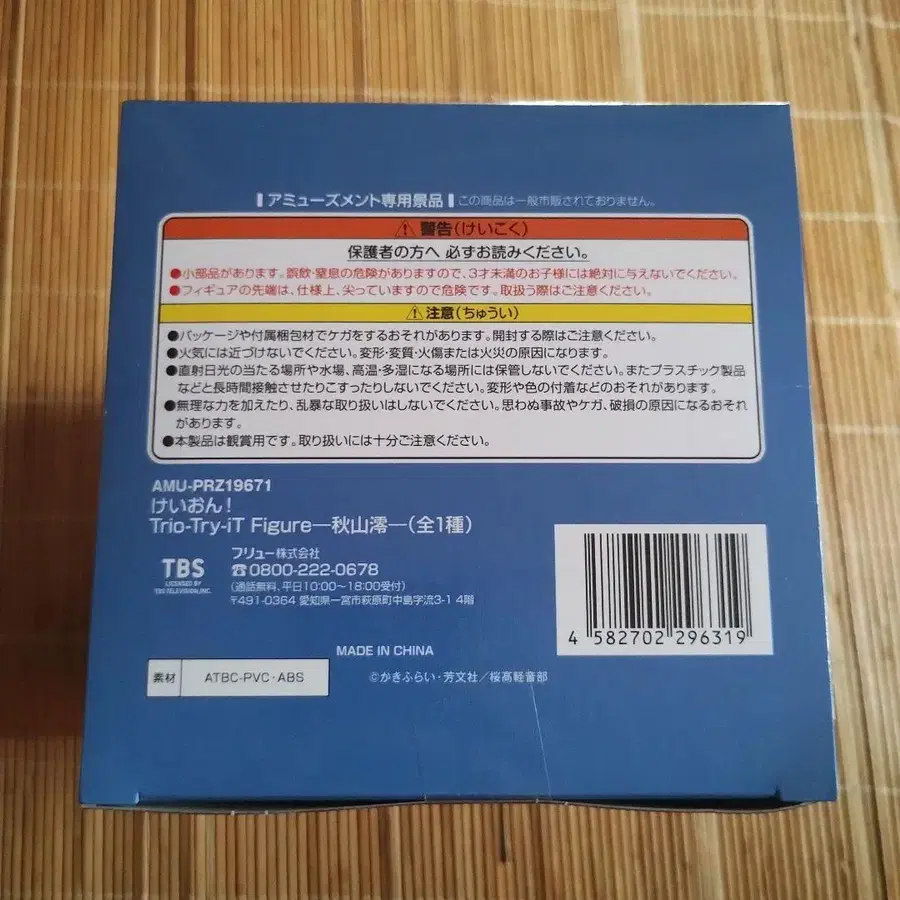 アミューズメント専用景品 この商品は一般市販されておりません。
⚠警告(けいこく)
保護者の方へ 必ずお読みください。
●小部品があります。誤飲・窒息の危険がありますので、3才未満のお子様には絶対に与えないでください。
●フィギュアの先端は、仕様上、尖っていますので危険です。取扱う際はご注意ください。
⚠注意(ちゅうい)
●パッケージや付属梱包材でケガをするおそれがあります。開封する際はご注意ください。
●火気には近づけないでください。変形・変質・火傷または火災の原因になります。
●直射日光の当たる場所や水場、高温・多湿になる場所には保管しないでください。またプラスチック製品
などと長時間接触させたりこすったりしないでください。変形や色の付着などのおそれがあります。
●無理な力を加えたり、乱暴な取り扱いはしないでください。思わぬ事故やケガ、破損の原因になるおそれ
があります。
●本製品は観賞用です。取り扱いには十分ご注意ください。
AMU-PRZ19671
けいおん!
Trio-Try-iT Figure―秋山澪―(全1種)
TBS
LICENSED BY
TBS TELEVISION, INC.
フリュー株式会社
☎0800-222-0678
(通話無料、平日10:00〜18:00受付)
〒491-0364 愛知県一宮市萩原町中島字流3-1 4階
4 582702 296319
MADE IN CHINA
素材 ATBC-PVC・ABS
©かきふらい・芳文社/桜高軽音部